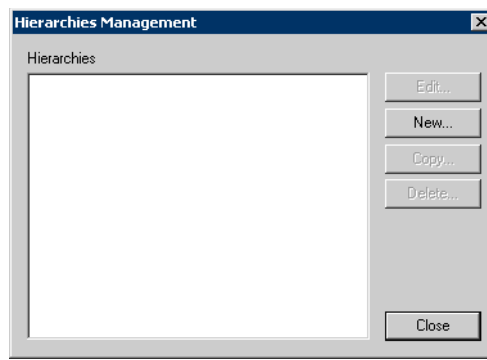 Hierarchies Management
Hierarchies
Edit...
New...
Copy...
Delete...
Close